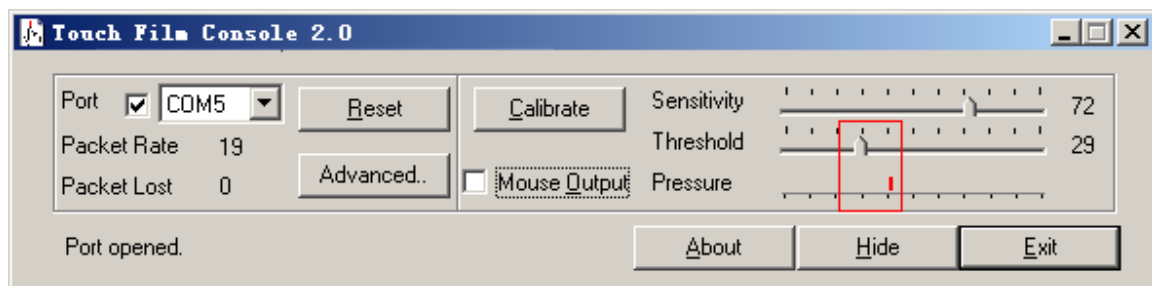 Touch Film Console 2.0
Port COM5 Reset Calibrate Sensitivity 72
Packet Rate 19 Threshold 29
Packet Lost 0 Advanced.. Mouse Output Pressure
Port opened. About Hide Exit